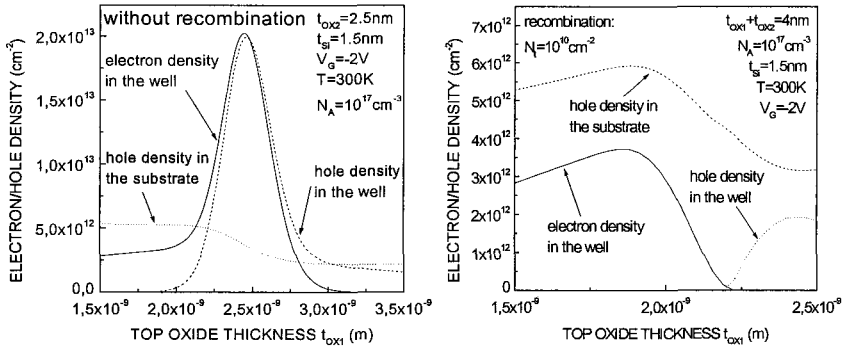 without recombination
t_OX2=2.5nm
t_Si=1.5nm
V_G=-2V
T=300K
N_A=10^17 cm^-3
electron density
in the well
hole density in
the substrate
hole density
in the well
2,0x10^13
1,5x10^13
1,0x10^13
5,0x10^12
0,0
ELECTRON/HOLE DENSITY (cm^-2)
1,5x10^-9
2,0x10^-9
2,5x10^-9
3,0x10^-9
3,5x10^-9
TOP OXIDE THICKNESS t_OX1 (m)
recombination:
N_t=10^10 cm^-2
t_OX1+t_OX2=4nm
N_A=10^17 cm^-3
t_Si=1.5nm
T=300K
V_G=-2V
hole density in
the substrate
hole density
in the well
electron density
in the well
7x10^12
6x10^12
5x10^12
4x10^12
3x10^12
2x10^12
1x10^12
0
ELECTRON/HOLE DENSITY (cm^-2)
1,5x10^-9
2,0x10^-9
2,5x10^-9
TOP OXIDE THICKNESS t_OX1 (m)